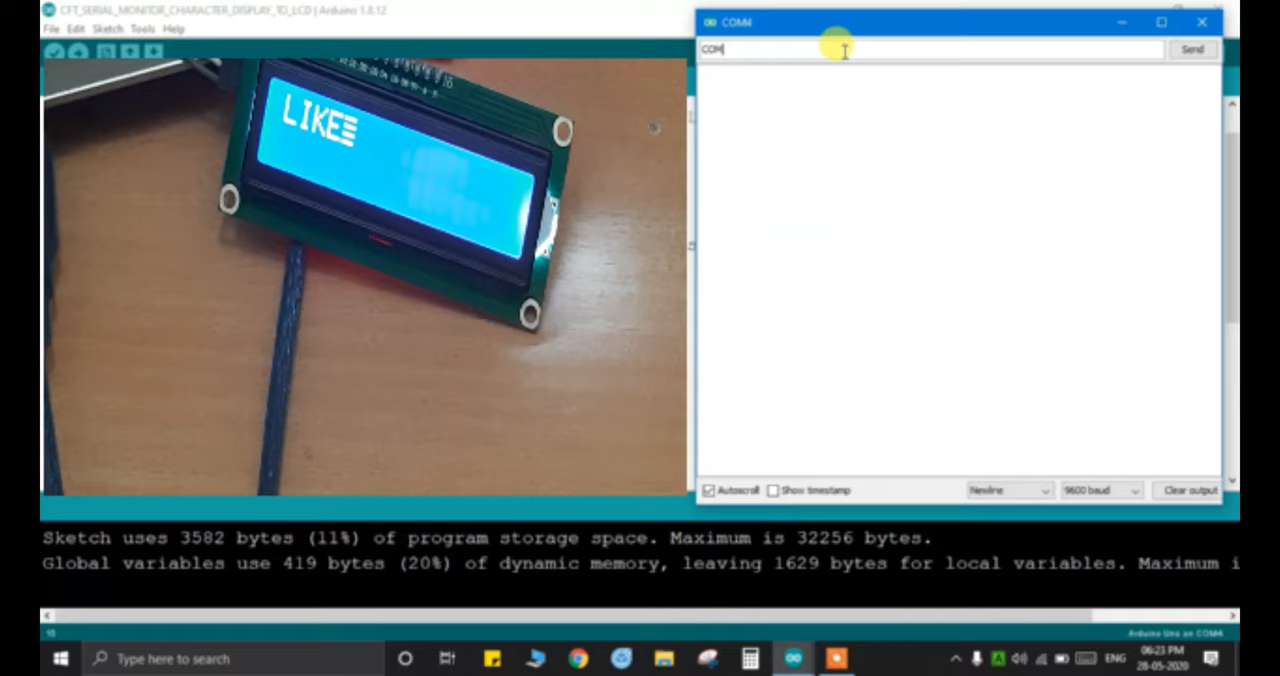 CFT_SERIAL_MONITOR_CHARACTER_DISPLAY_TO_LCD | Arduino 1.8.12
File Edit Sketch Tools Help
COM4
COM
Send
LIKE
Autoscroll Show timestamp Newline 9600 baud Clear output
Sketch uses 3582 bytes (11%) of program storage space. Maximum is 32256 bytes.
Global variables use 419 bytes (20%) of dynamic memory, leaving 1629 bytes for local variables. Maximum i
10 Arduino Uno on COM4
Type here to search
ENG
06:23 PM
28-05-2020